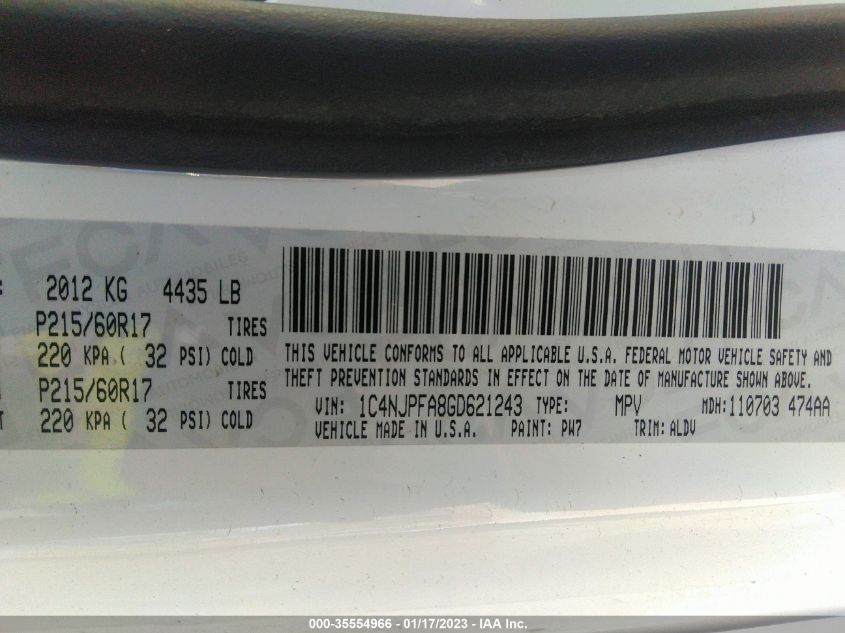 2012 KG 4435 LB
P215/60R17 TIRES
220 KPA ( 32 PSI) COLD
P215/60R17 TIRES
220 KPA ( 32 PSI) COLD
THIS VEHICLE CONFORMS TO ALL APPLICABLE U.S.A. FEDERAL MOTOR VEHICLE SAFETY AND
THEFT PREVENTION STANDARDS IN EFFECT ON THE DATE OF MANUFACTURE SHOWN ABOVE.
VIN: 1C4NJPFA8GD621243 TYPE: MPV MDH:110703 474AA
VEHICLE MADE IN U.S.A. PAINT: PW7 TRIM: ALDV
000-35554966 - 01/17/2023 - IAA Inc.